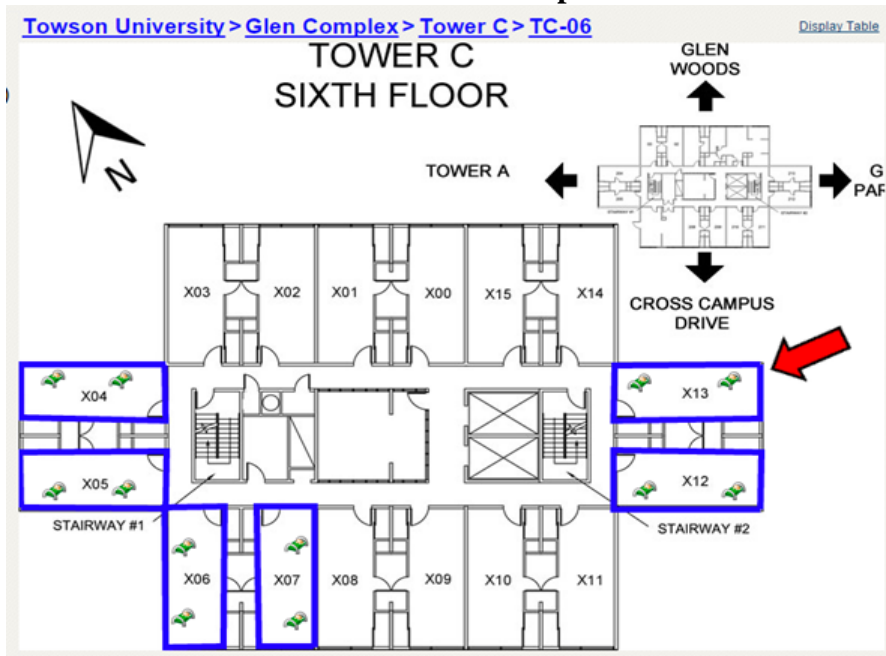 Towson University > Glen Complex > Tower C > TC-06
Display Table
TOWER C
SIXTH FLOOR
GLEN
WOODS
N
TOWER A
G
PAR
CROSS CAMPUS
DRIVE
X03
X02
X01
X00
X15
X14
X04
X13
X05
X12
STAIRWAY #1
STAIRWAY #2
X06
X07
X08
X09
X10
X11